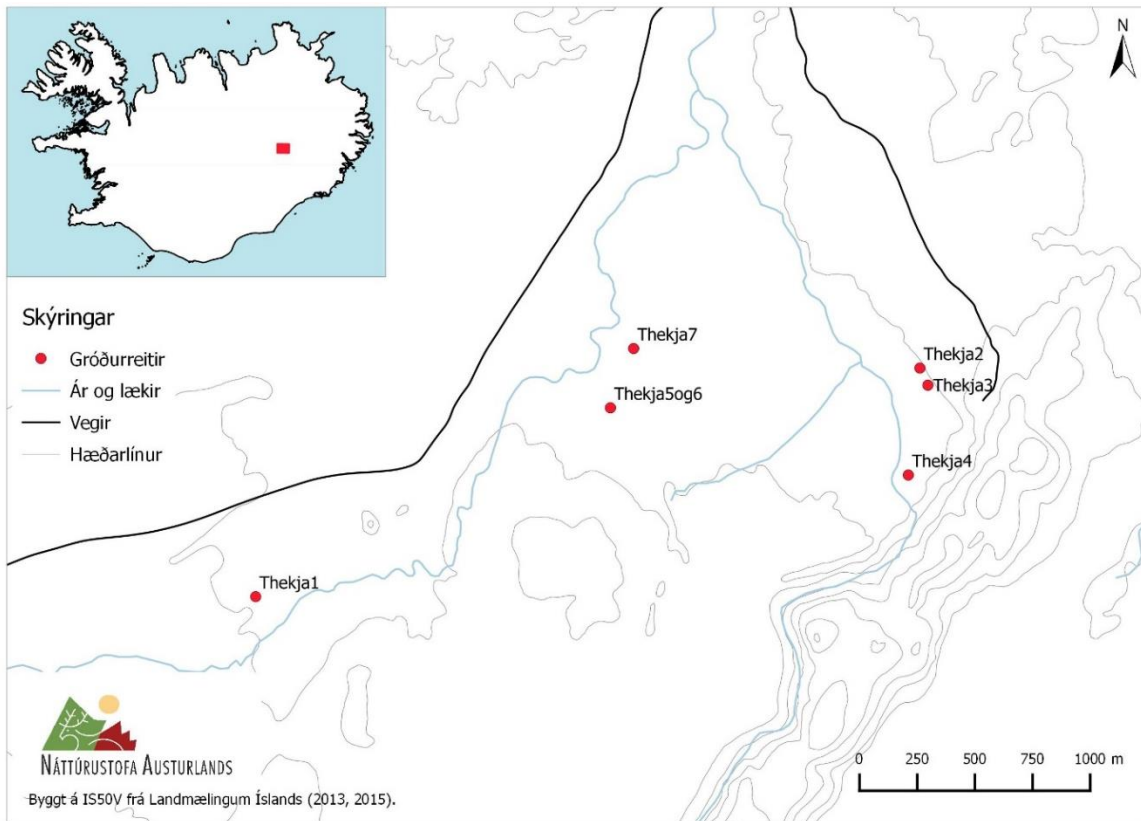 N
Skýringar
Gróðurreitir
Ár og lækir
Vegir
Hæðarlínur
Thekja7
Thekja5og6
Thekja2
Thekja3
Thekja4
Thekja1
NÁTTÚRUSTOFA AUSTURLANDS
Byggt á IS50V frá Landmælingum Íslands (2013, 2015).
0 250 500 750 1000 m